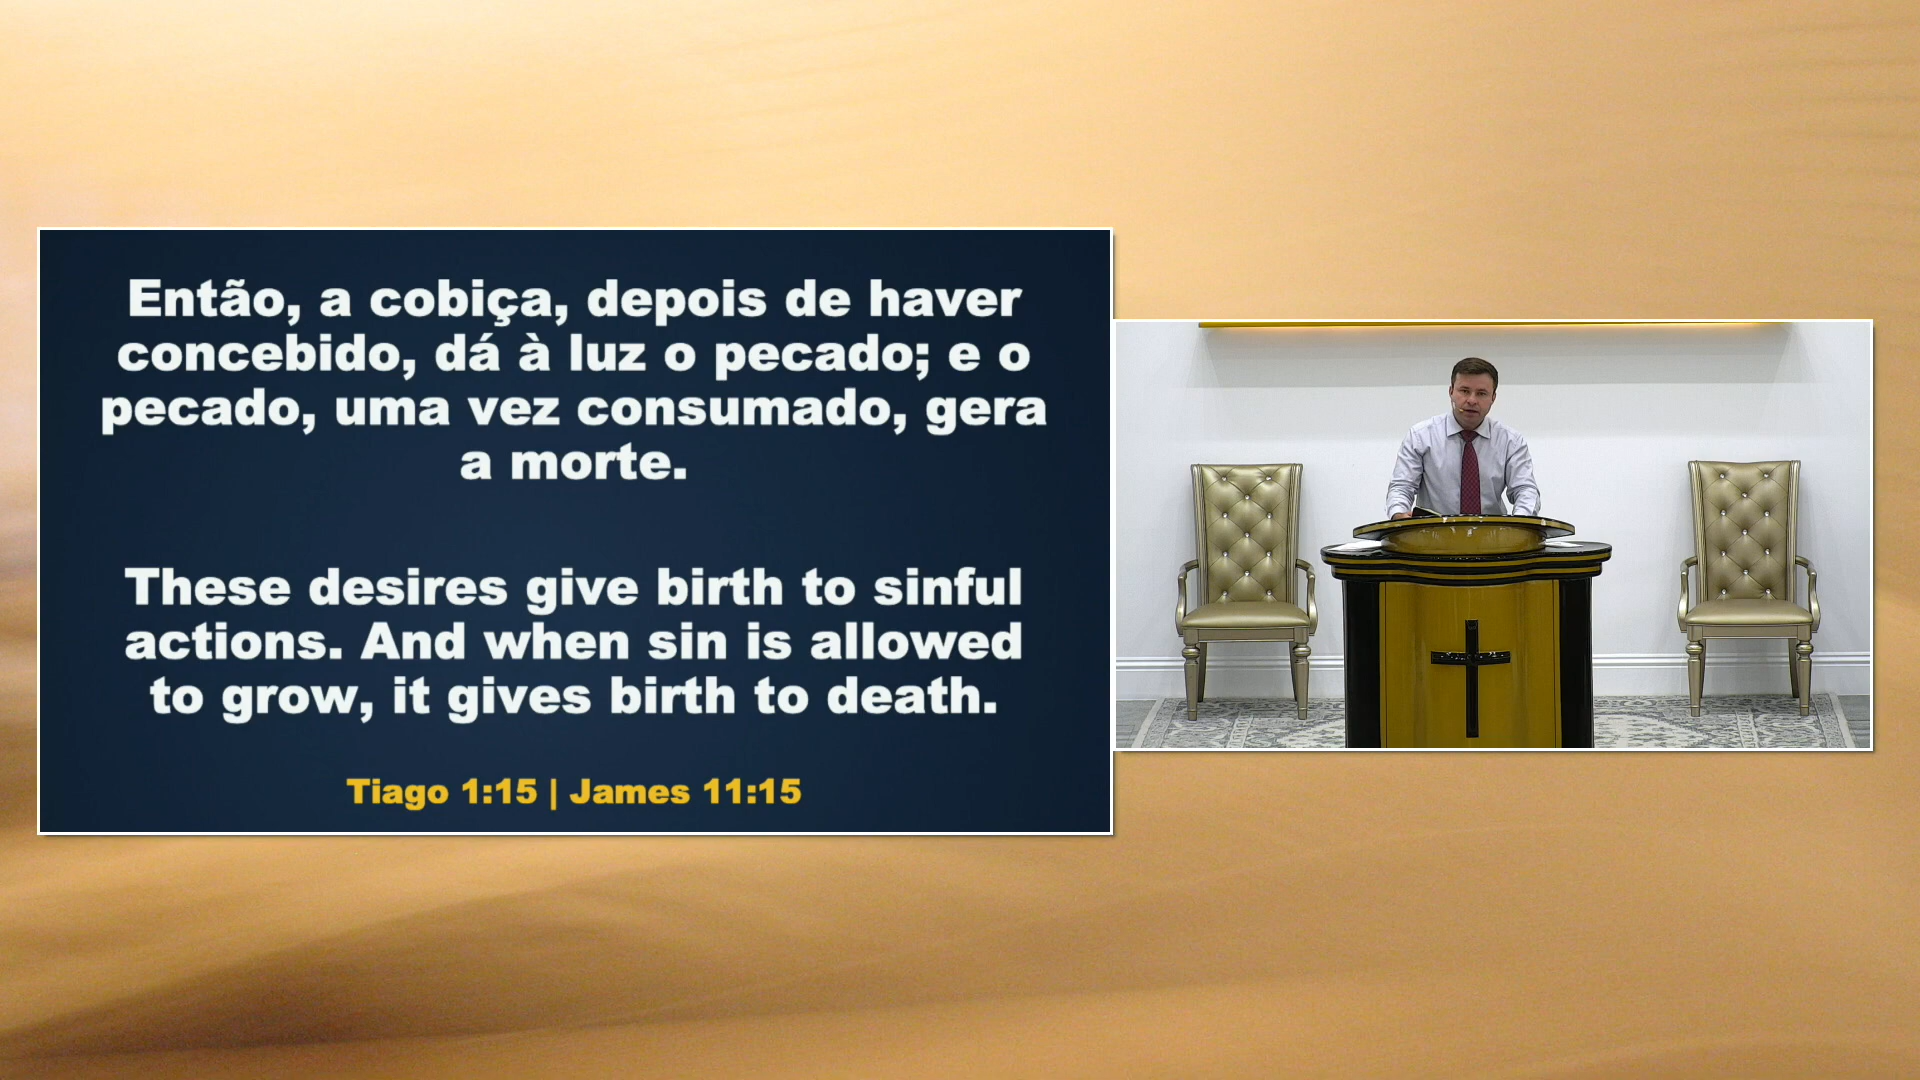 Então, a cobiça, depois de haver
concebido, dá à luz o pecado; e o
pecado, uma vez consumado, gera
a morte.
These desires give birth to sinful
actions. And when sin is allowed
to grow, it gives birth to death.
Tiago 1:15 | James 11:15